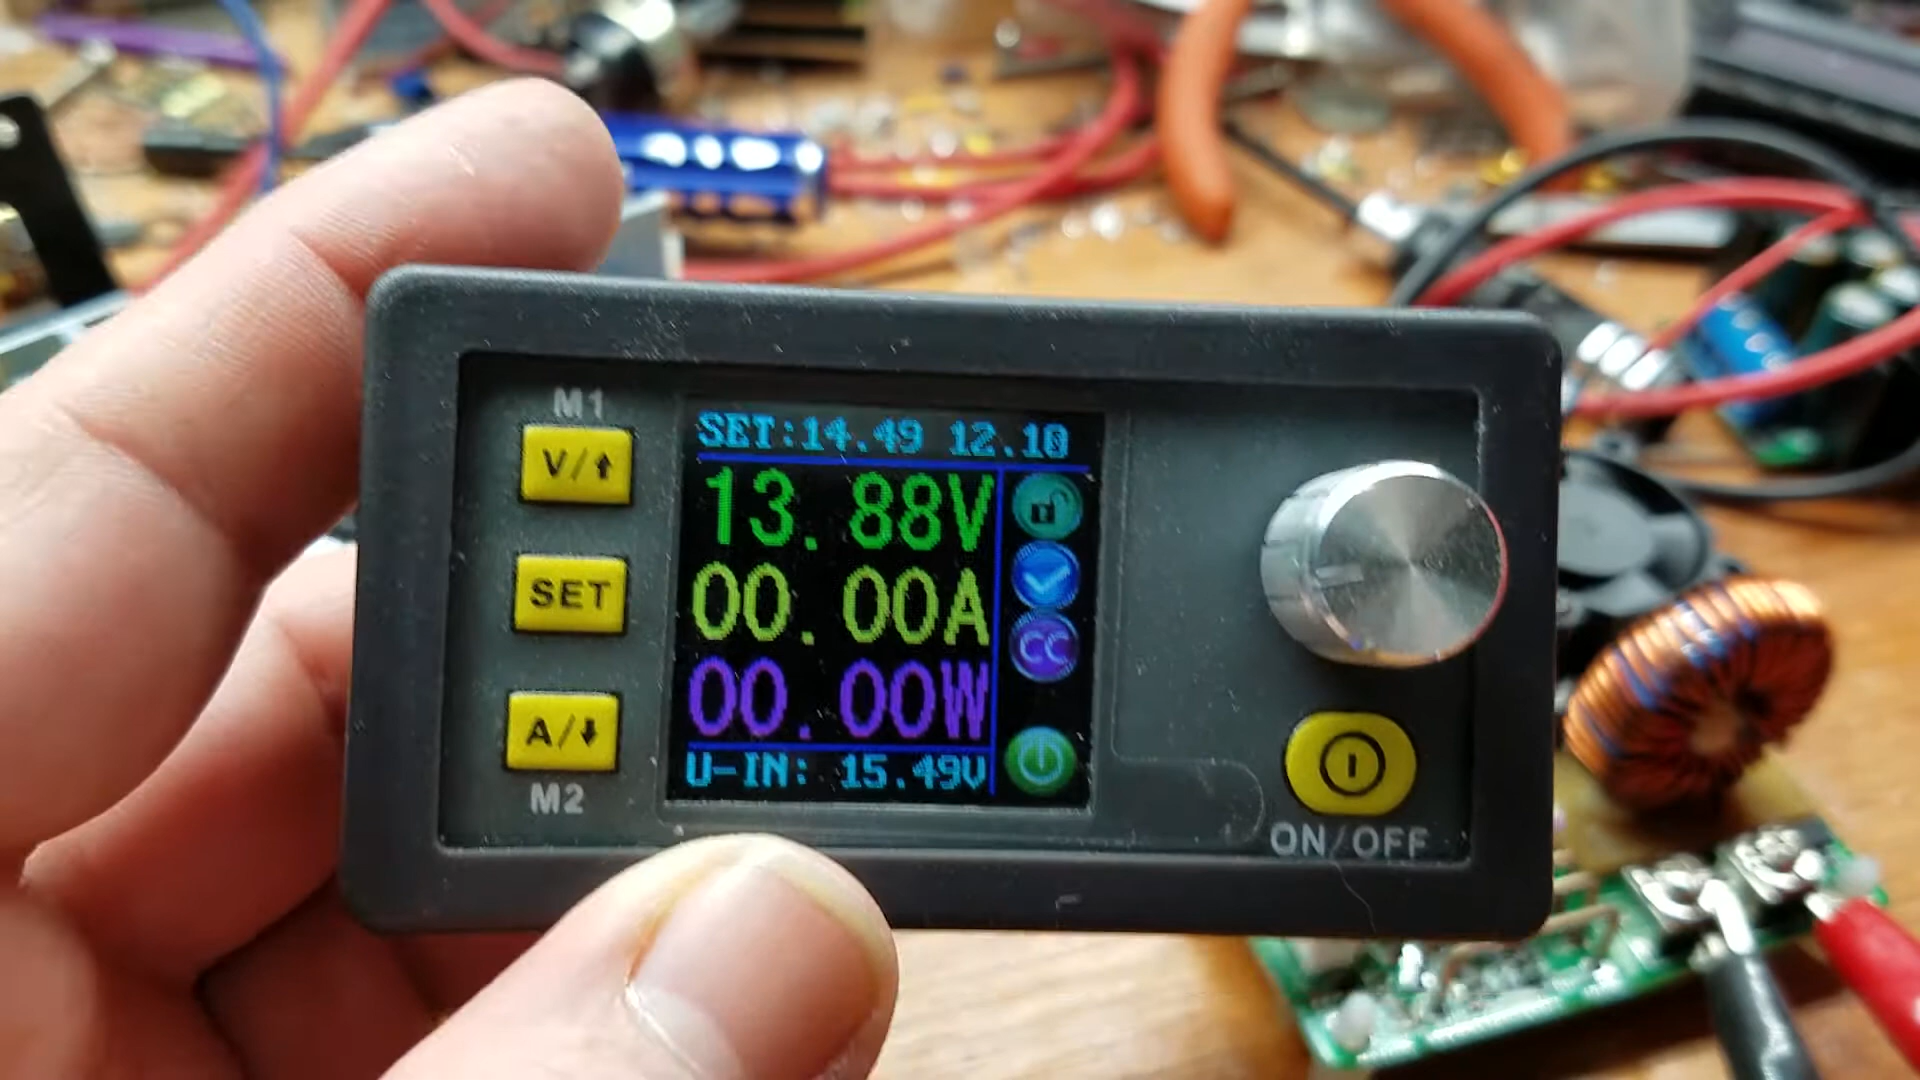 M1
V/↑
SET
A/↓
M2
SET:14.49 12.10
13.88V
00.00A
00.00W
U-IN: 15.49V
CC
ON/OFF